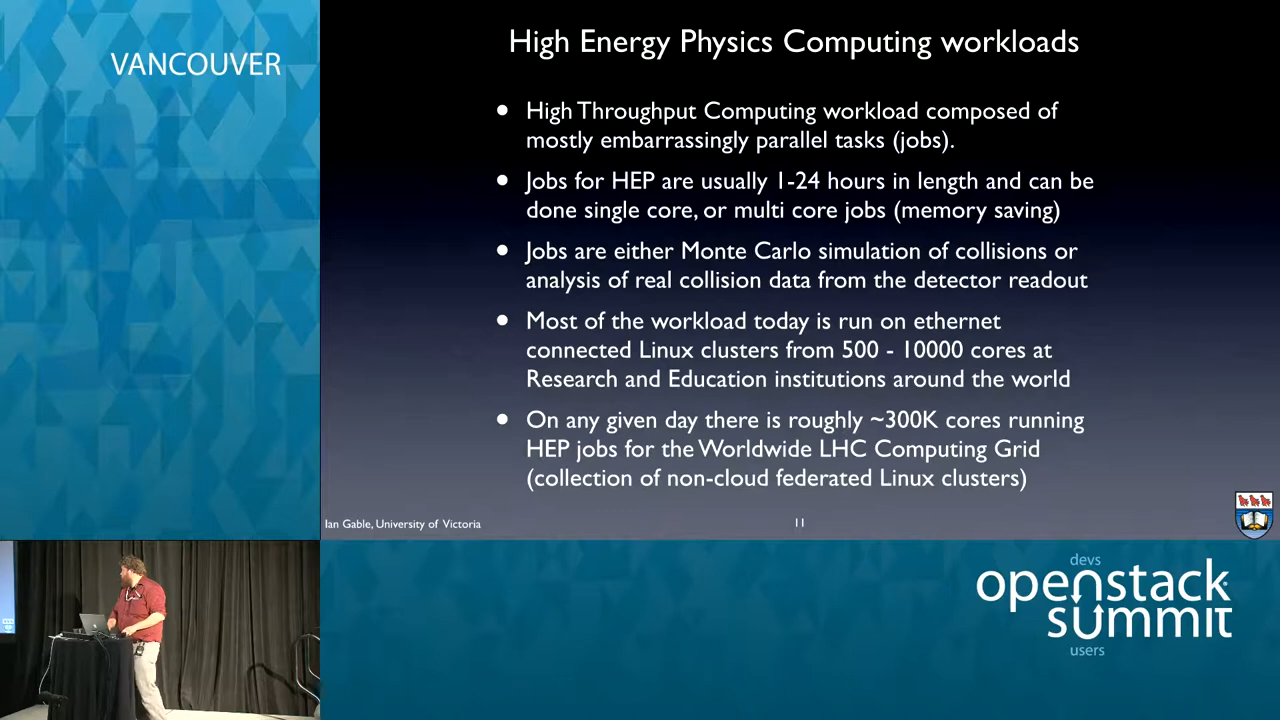 VANCOUVER
High Energy Physics Computing workloads
• High Throughput Computing workload composed of
mostly embarrassingly parallel tasks (jobs).
• Jobs for HEP are usually 1-24 hours in length and can be
done single core, or multi core jobs (memory saving)
• Jobs are either Monte Carlo simulation of collisions or
analysis of real collision data from the detector readout
• Most of the workload today is run on ethernet
connected Linux clusters from 500 - 10000 cores at
Research and Education institutions around the world
• On any given day there is roughly ~300K cores running
HEP jobs for the Worldwide LHC Computing Grid
(collection of non-cloud federated Linux clusters)
Ian Gable, University of Victoria
11
devs
openstack
summit
users